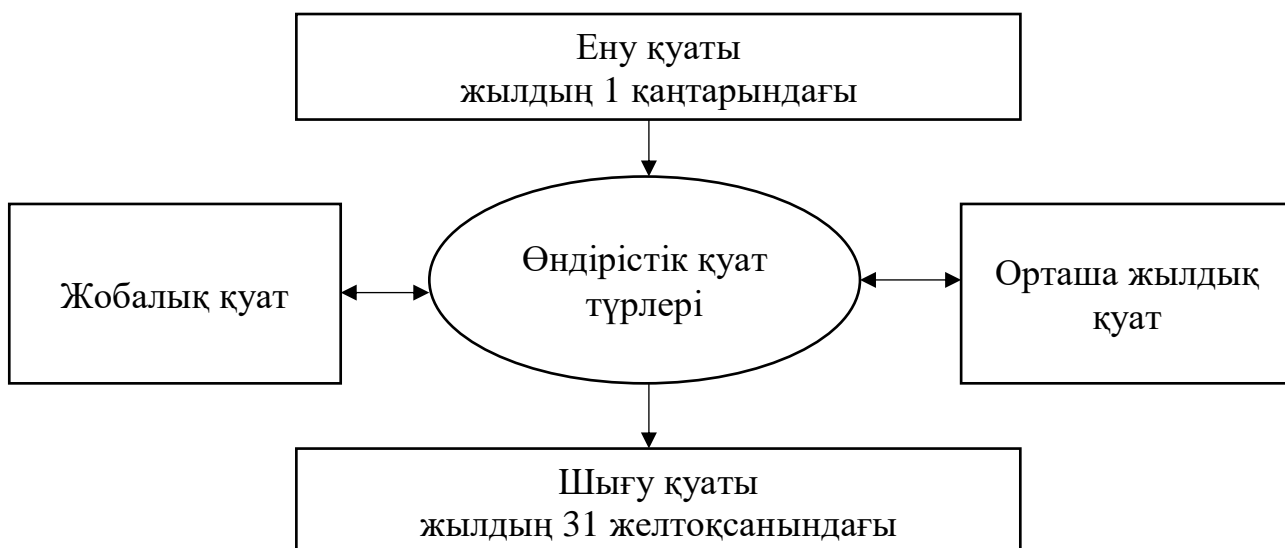 Ену қуаты
жылдың 1 қаңтарындағы
Жобалық қуат
Өндірістік қуат
түрлері
Орташа жылдық
қуат
Шығу қуаты
жылдың 31 желтоқсанындағы